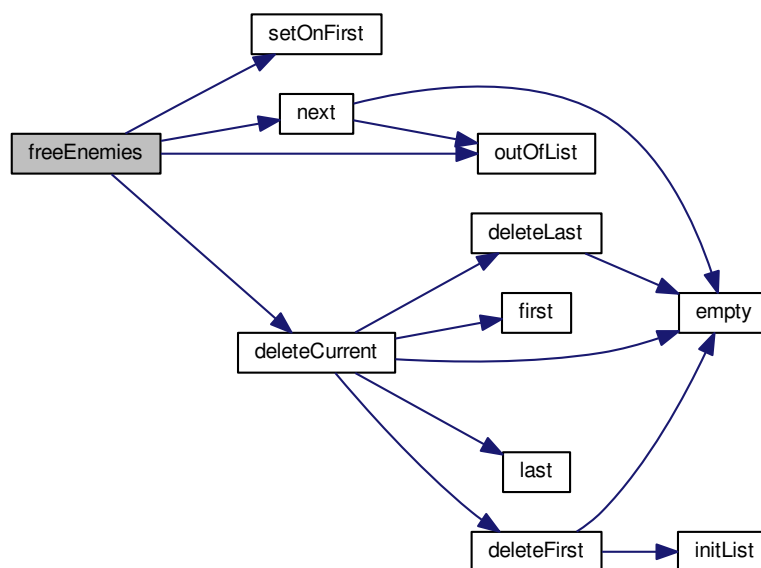 setOnFirst
next
freeEnemies
outOfList
deleteLast
first
empty
deleteCurrent
last
deleteFirst
initList